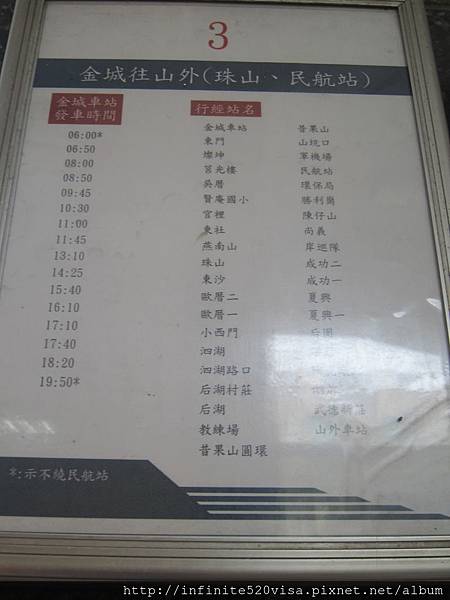 3
金城往山外(珠山、民航站)
金城車站
發車時間
06:00*
06:50
08:00
08:50
09:45
10:30
11:00
11:45
13:10
14:25
15:40
16:10
17:10
17:40
18:20
19:50*
行經站名
金城車站
東門
燦坤
莒光樓
吳厝
賢庵國小
官裡
東社
燕南山
珠山
東沙
歐厝二
歐厝一
小西門
泗湖
泗湖路口
后湖村莊
后湖
教練場
昔果山圓環
昔果山
山坑口
軍機場
民航站
環保局
勝利崗
陳仔山
尚義
岸巡隊
成功二
成功一
夏興
夏興一
后園
武德新莊
山外車站
*:示不繞民航站
http://infinite520visa.pixnet.net/album